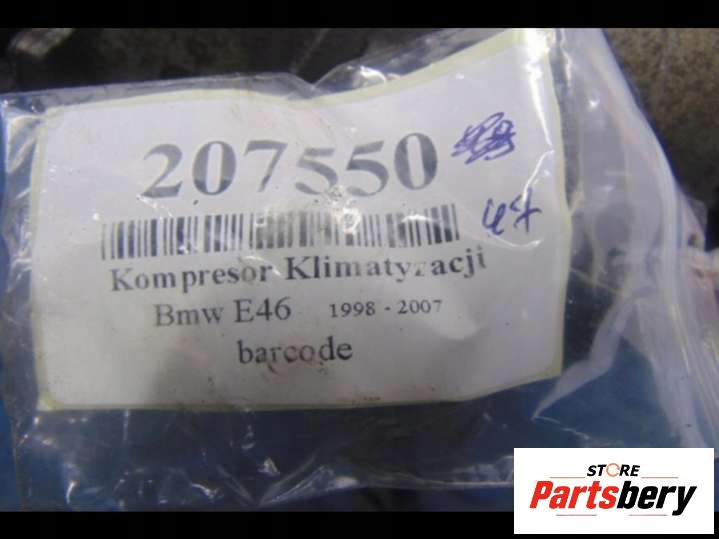 207550
Kompresor Klimatyzacji
Bmw E46 1998 - 2007
barcode
STORE
Partsbery